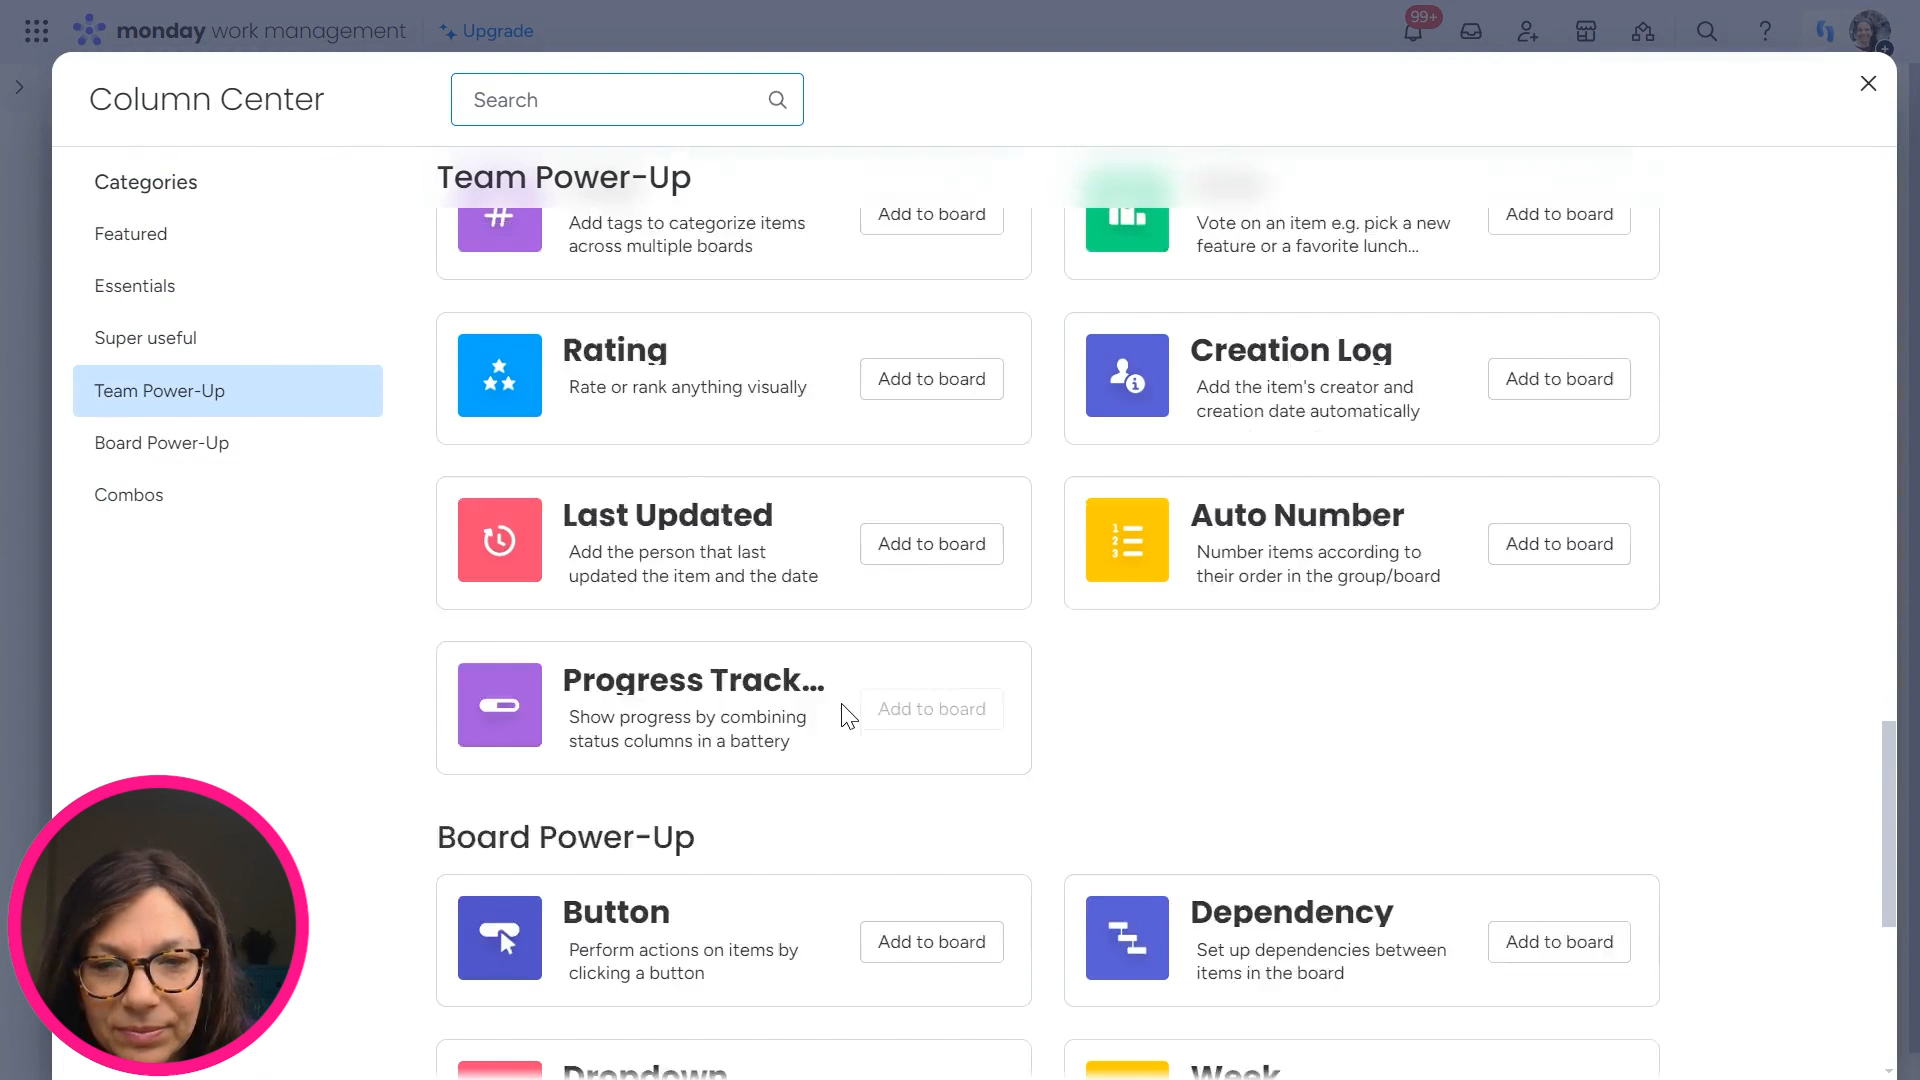 monday work management
Upgrade
99+
Column Center
Search
Categories
Featured
Essentials
Super useful
Team Power-Up
Board Power-Up
Combos
Team Power-Up
#
Add tags to categorize items
across multiple boards
Add to board
Vote on an item e.g. pick a new
feature or a favorite lunch...
Add to board
Rating
Rate or rank anything visually
Add to board
Creation Log
Add the item's creator and
creation date automatically
Add to board
Last Updated
Add the person that last
updated the item and the date
Add to board
1
2
3
Auto Number
Number items according to
their order in the group/board
Add to board
Progress Track...
Show progress by combining
status columns in a battery
Add to board
Board Power-Up
Button
Perform actions on items by
clicking a button
Add to board
Dependency
Set up dependencies between
items in the board
Add to board
Dropdown
Week